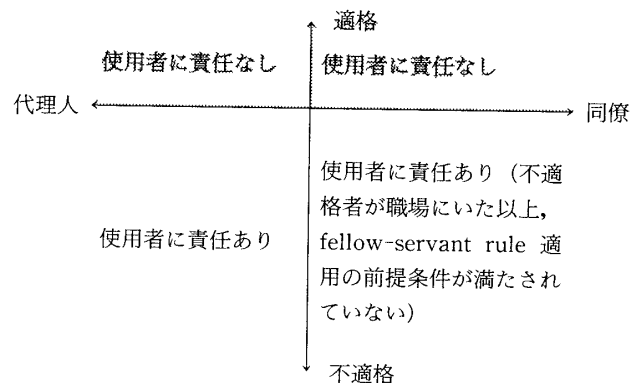 適格
使用者に責任なし
使用者に責任なし
代理人
同僚
使用者に責任あり
使用者に責任あり（不適
格者が職場にいた以上，
fellow-servant rule 適
用の前提条件が満たされ
ていない）
不適格